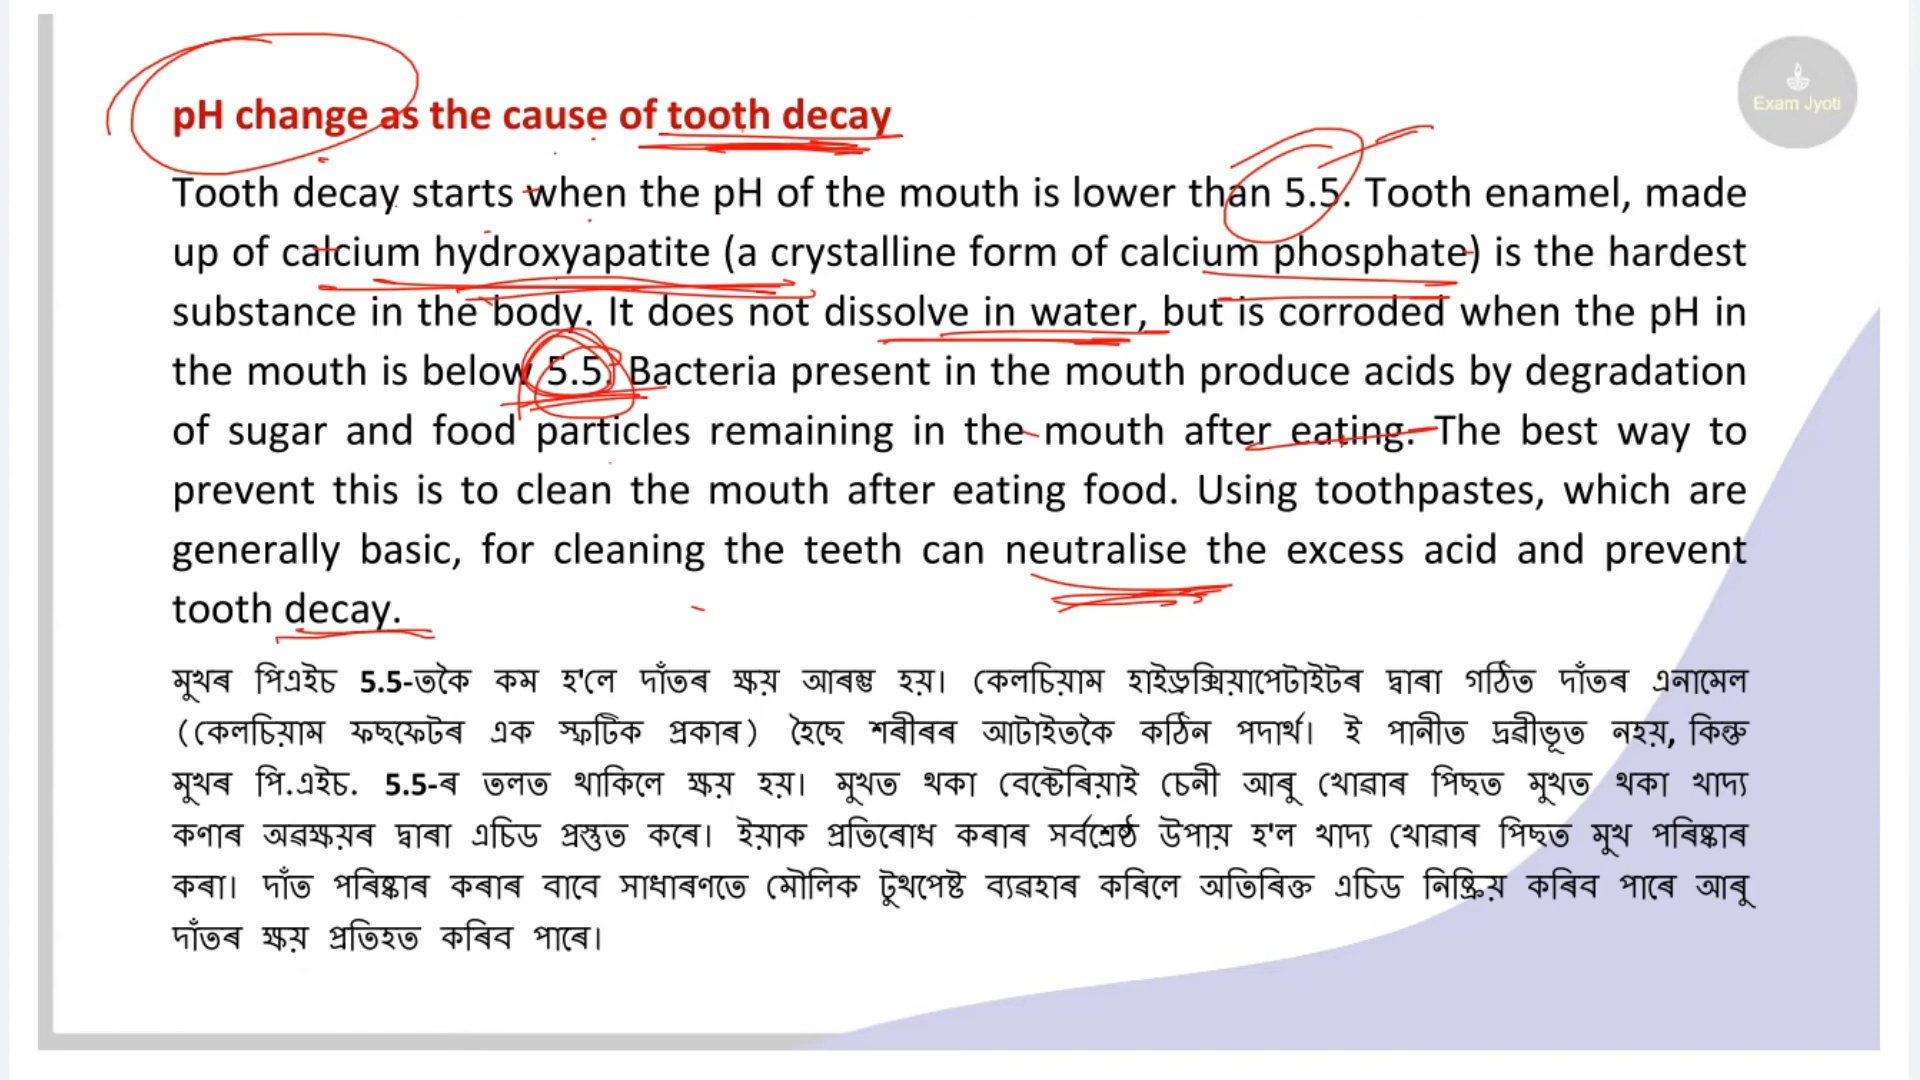 Exam Jyoti
pH change as the cause of tooth decay
Tooth decay starts when the pH of the mouth is lower than 5.5. Tooth enamel, made
up of calcium hydroxyapatite (a crystalline form of calcium phosphate) is the hardest
substance in the body. It does not dissolve in water, but is corroded when the pH in
the mouth is below 5.5. Bacteria present in the mouth produce acids by degradation
of sugar and food particles remaining in the mouth after eating. The best way to
prevent this is to clean the mouth after eating food. Using toothpastes, which are
generally basic, for cleaning the teeth can neutralise the excess acid and prevent
tooth decay.
মুখৰ পিএইচ 5.5-তকৈ কম হ'লে দাঁতৰ ক্ষয় আৰম্ভ হয়। কেলচিয়াম হাইড্ৰক্সিয়াপেটাইটৰ দ্বাৰা গঠিত দাঁতৰ এনামেল
(কেলচিয়াম ফছফেটৰ এক স্ফটিক প্ৰকাৰ) হৈছে শৰীৰৰ আটাইতকৈ কঠিন পদাৰ্থ। ই পানীত দ্ৰৱীভূত নহয়, কিন্তু
মুখৰ পি.এইচ. 5.5-ৰ তলত থাকিলে ক্ষয় হয়। মুখত থকা বেক্টেৰিয়াই চেনী আৰু খোৱাৰ পিছত মুখত থকা খাদ্য
কণাৰ অৱক্ষয়ৰ দ্বাৰা এচিড প্ৰস্তুত কৰে। ইয়াক প্ৰতিৰোধ কৰাৰ সৰ্বশ্ৰেষ্ঠ উপায় হ'ল খাদ্য খোৱাৰ পিছত মুখ পৰিষ্কাৰ
কৰা। দাঁত পৰিষ্কাৰ কৰাৰ বাবে সাধাৰণতে মৌলিক টুথপেষ্ট ব্যৱহাৰ কৰিলে অতিৰিক্ত এচিড নিষ্ক্ৰিয় কৰিব পাৰে আৰু
দাঁতৰ ক্ষয় প্ৰতিহত কৰিব পাৰে।